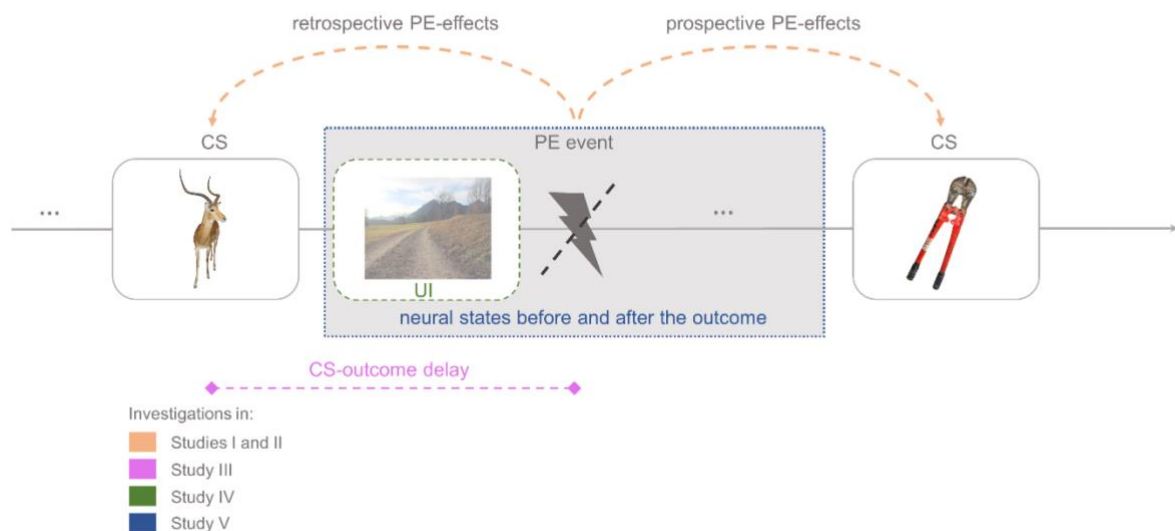 retrospective PE-effects
prospective PE-effects
CS
PE event
CS
...
...
UI
neural states before and after the outcome
CS-outcome delay
Investigations in:
Studies I and II
Study III
Study IV
Study V